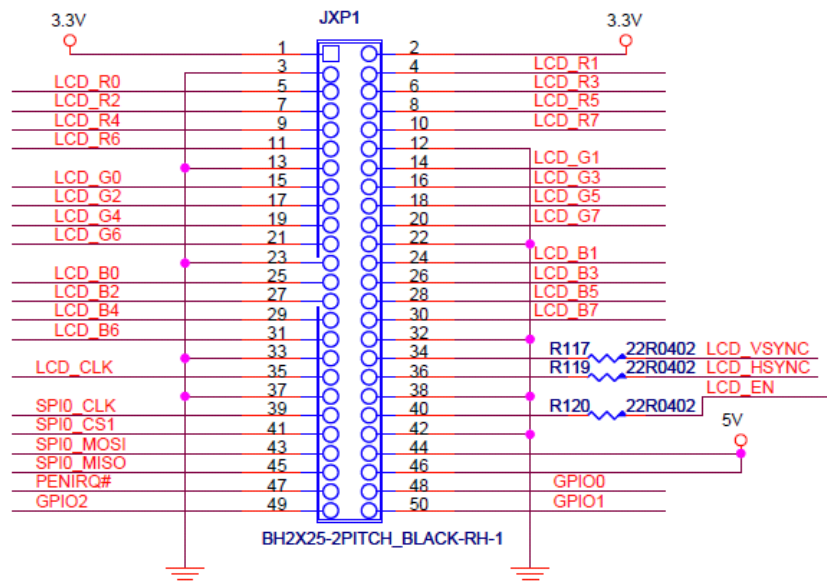 3.3V JXP1 3.3V
1 2
3 4 LCD_R1
LCD_R0 5 6 LCD_R3
LCD_R2 7 8 LCD_R5
LCD_R4 9 10 LCD_R7
LCD_R6 11 12
13 14 LCD_G1
LCD_G0 15 16 LCD_G3
LCD_G2 17 18 LCD_G5
LCD_G4 19 20 LCD_G7
LCD_G6 21 22
23 24 LCD_B1
LCD_B0 25 26 LCD_B3
LCD_B2 27 28 LCD_B5
LCD_B4 29 30 LCD_B7
LCD_B6 31 32
33 34 R117 22R0402 LCD_VSYNC
LCD_CLK 35 36 R119 22R0402 LCD_HSYNC
37 38 LCD_EN
SPI0_CLK 39 40 R120 22R0402
SPI0_CS1 41 42 5V
SPI0_MOSI 43 44
SPI0_MISO 45 46
PENIRQ# 47 48 GPIO0
GPIO2 49 50 GPIO1
BH2X25-2PITCH_BLACK-RH-1